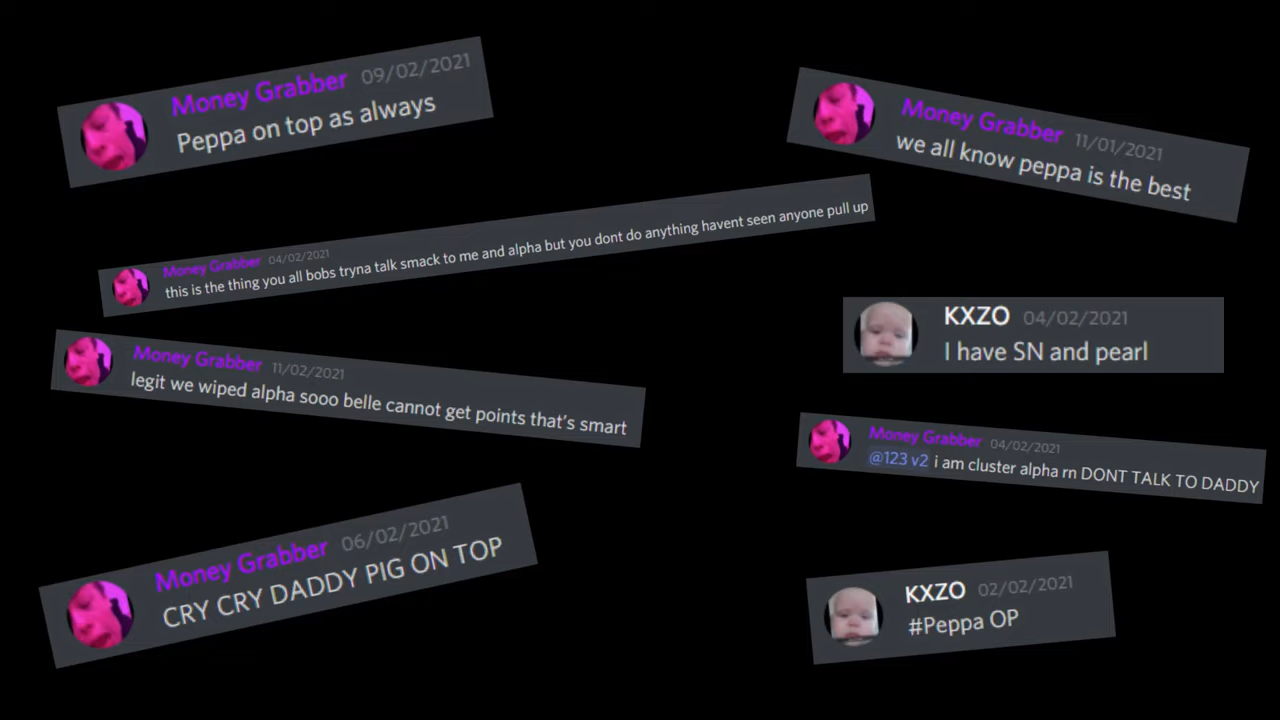 Money Grabber 09/02/2021
Peppa on top as always
Money Grabber 11/01/2021
we all know peppa is the best
Money Grabber 04/02/2021
this is the thing you all bobs tryna talk smack to me and alpha but you dont do anything havent seen anyone pull up
KXZO 04/02/2021
I have SN and pearl
Money Grabber 11/02/2021
legit we wiped alpha sooo belle cannot get points that's smart
Money Grabber 04/02/2021
@123 v2 i am cluster alpha rn DONT TALK TO DADDY
Money Grabber 06/02/2021
CRY CRY DADDY PIG ON TOP
KXZO 02/02/2021
#Peppa OP